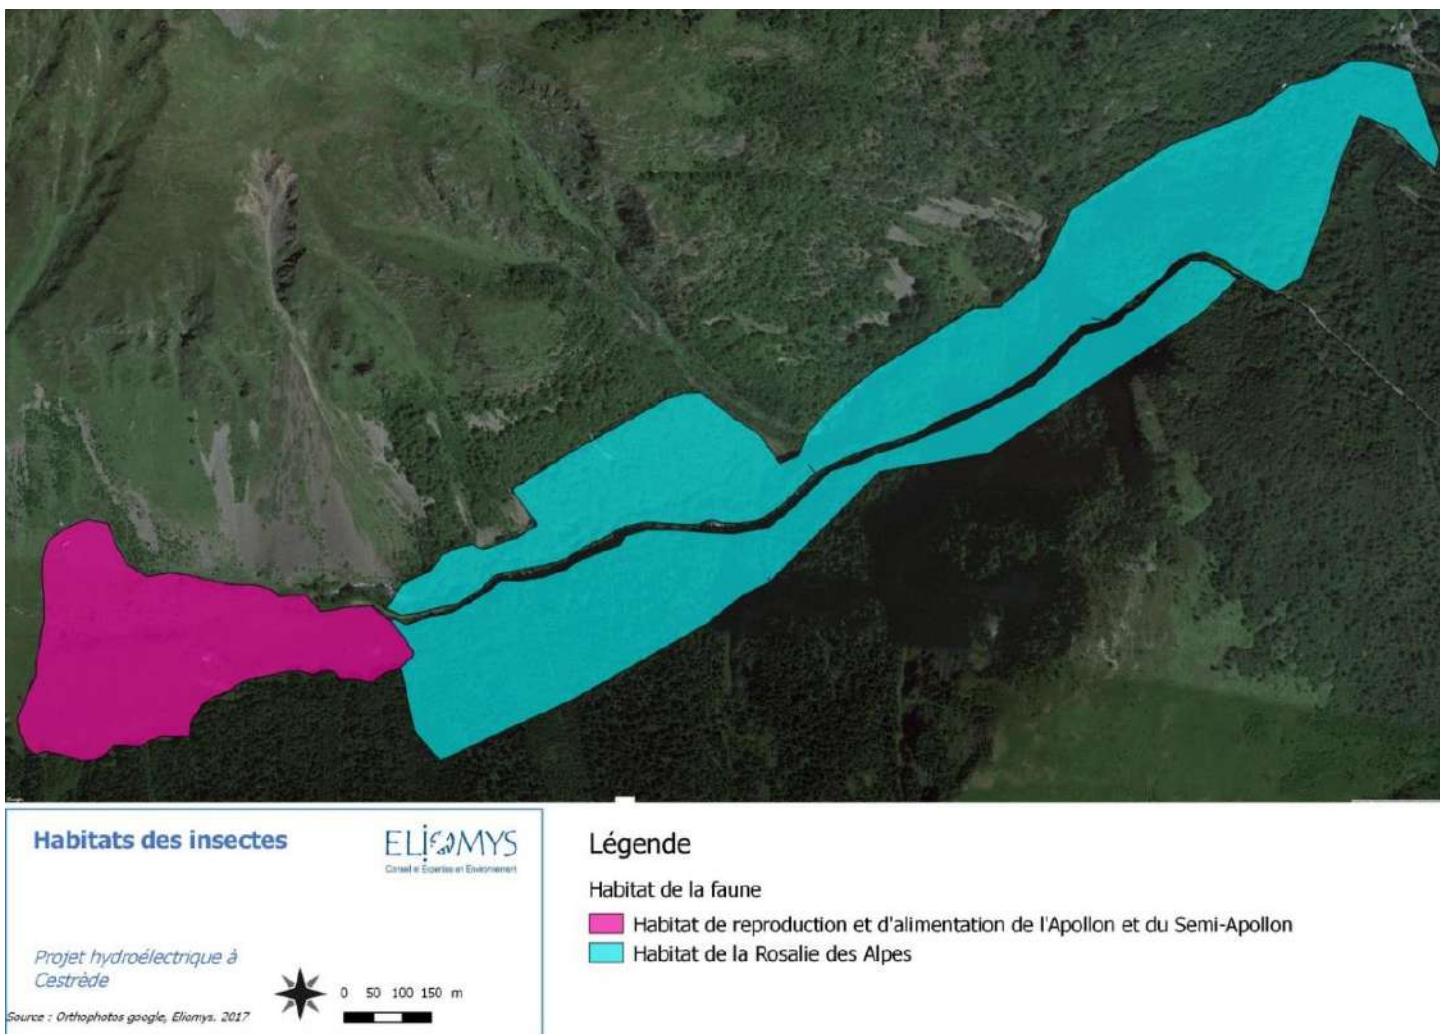 Habitats des insectes
ELIOMYS
Conseil et Expertise en Environnement
Projet hydroélectrique à
Cestrède
0 50 100 150 m
Source : Orthophotos google, Eliomys. 2017
Légende
Habitat de la faune
Habitat de reproduction et d'alimentation de l'Apollon et du Semi-Apollon
Habitat de la Rosalie des Alpes